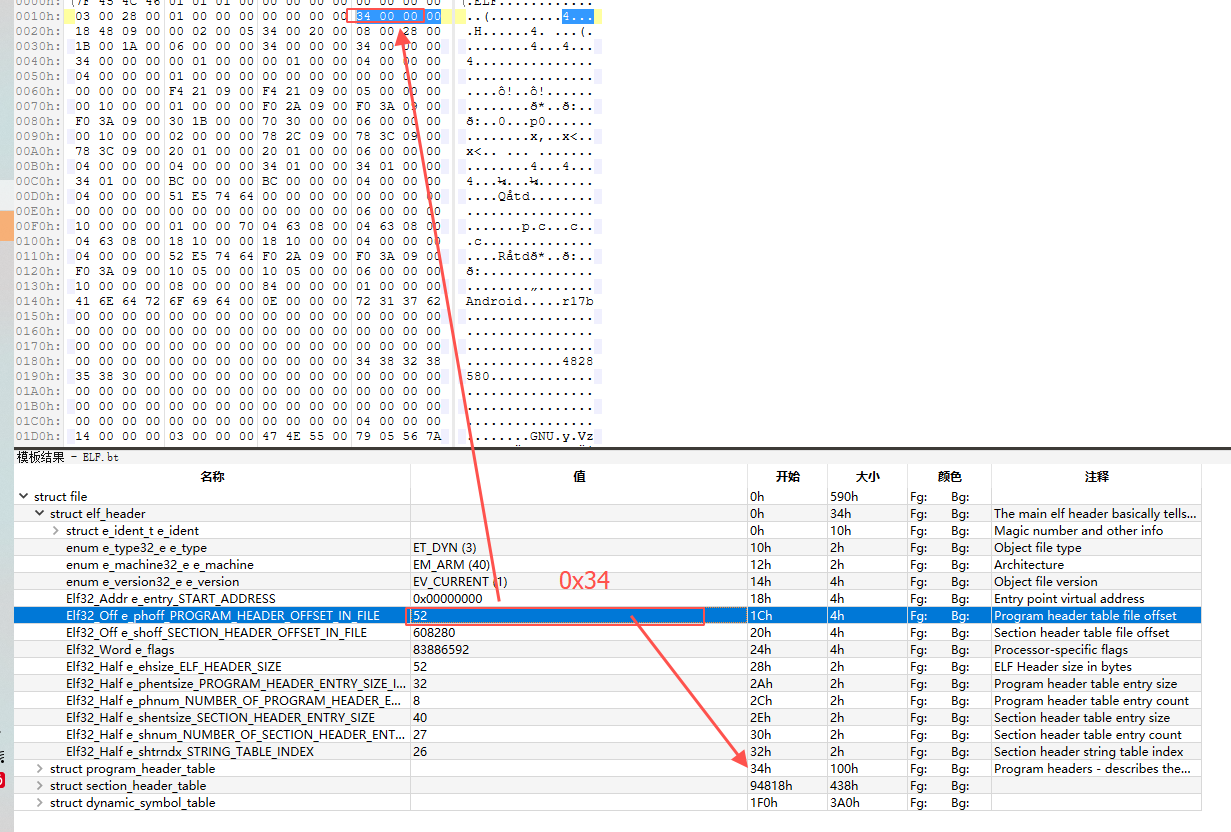 0000h: 7F 45 4C 46 01 01 01 00 00 00 00 00 00 00 00 00 .ELF............
0010h: 03 00 28 00 01 00 00 00 00 00 00 00 34 00 00 00 ..(.........4...
0020h: 18 48 09 00 00 02 00 05 34 00 20 00 08 00 28 00 .H......4. ...(.
0030h: 1B 00 1A 00 06 00 00 00 34 00 00 00 34 00 00 00 ........4...4...
0040h: 34 00 00 00 00 01 00 00 00 01 00 00 04 00 00 00 4...............
0050h: 04 00 00 00 01 00 00 00 00 00 00 00 00 00 00 00 ................
0060h: 00 00 00 00 F4 21 09 00 F4 21 09 00 05 00 00 00 ....ô!..ô!......
0070h: 00 10 00 00 01 00 00 00 F0 2A 09 00 F0 3A 09 00 ........ð*..ð:..
0080h: F0 3A 09 00 30 1B 00 00 70 30 00 00 06 00 00 00 ð:..0...p0......
0090h: 00 10 00 00 02 00 00 00 78 2C 09 00 78 3C 09 00 ........x,..x<..
00A0h: 78 3C 09 00 20 01 00 00 20 01 00 00 06 00 00 00 x<.. ... .......
00B0h: 04 00 00 00 04 00 00 00 34 01 00 00 34 01 00 00 ........4...4...
00C0h: 34 01 00 00 BC 00 00 00 BC 00 00 00 04 00 00 00 4...¼...¼.......
00D0h: 04 00 00 00 51 E5 74 64 00 00 00 00 00 00 00 00 ....Qåtd........
00E0h: 00 00 00 00 00 00 00 00 00 00 00 00 06 00 00 00 ................
00F0h: 10 00 00 00 01 00 00 70 04 63 08 00 04 63 08 00 .......p.c...c..
0100h: 04 63 08 00 18 10 00 00 18 10 00 00 04 00 00 00 .c..............
0110h: 04 00 00 00 52 E5 74 64 F0 2A 09 00 F0 3A 09 00 ....Råtdð*..ð:..
0120h: F0 3A 09 00 10 05 00 00 10 05 00 00 06 00 00 00 ð:..............
0130h: 10 00 00 00 08 00 00 00 84 00 00 00 01 00 00 00 ........„.......
0140h: 41 6E 64 72 6F 69 64 00 0E 00 00 00 72 31 37 62 Android.....r17b
0150h: 00 00 00 00 00 00 00 00 00 00 00 00 00 00 00 00 ................
0160h: 00 00 00 00 00 00 00 00 00 00 00 00 00 00 00 00 ................
0170h: 00 00 00 00 00 00 00 00 00 00 00 00 00 00 00 00 ................
0180h: 00 00 00 00 00 00 00 00 00 00 00 00 34 38 32 38 ............4828
0190h: 35 38 30 00 00 00 00 00 00 00 00 00 00 00 00 00 580.............
01A0h: 00 00 00 00 00 00 00 00 00 00 00 00 00 00 00 00 ................
01B0h: 00 00 00 00 00 00 00 00 00 00 00 00 00 00 00 00 ................
01C0h: 00 00 00 00 00 00 00 00 00 00 00 00 04 00 00 00 ................
01D0h: 14 00 00 00 03 00 00 00 47 4E 55 00 79 05 56 7A ........GNU.y.Vz
模板结果 - ELF.bt
名称 值 开始 大小 颜色 注释
struct file 0h 590h Fg: Bg:
struct elf_header 0h 34h Fg: Bg: The main elf header basically tells...
struct e_ident_t e_ident 0h 10h Fg: Bg: Magic number and other info
enum e_type32_e e_type ET_DYN (3) 10h 2h Fg: Bg: Object file type
enum e_machine32_e e_machine EM_ARM (40) 12h 2h Fg: Bg: Architecture
enum e_version32_e e_version EV_CURRENT (1) 14h 4h Fg: Bg: Object file version
0x34
Elf32_Addr e_entry_START_ADDRESS 0x00000000 18h 4h Fg: Bg: Entry point virtual address
Elf32_Off e_phoff_PROGRAM_HEADER_OFFSET_IN_FILE 52 1Ch 4h Fg: Bg: Program header table file offset
Elf32_Off e_shoff_SECTION_HEADER_OFFSET_IN_FILE 608280 20h 4h Fg: Bg: Section header table file offset
Elf32_Word e_flags 83886592 24h 4h Fg: Bg: Processor-specific flags
Elf32_Half e_ehsize_ELF_HEADER_SIZE 52 28h 2h Fg: Bg: ELF Header size in bytes
Elf32_Half e_phentsize_PROGRAM_HEADER_ENTRY_SIZE_I... 32 2Ah 2h Fg: Bg: Program header table entry size
Elf32_Half e_phnum_NUMBER_OF_PROGRAM_HEADER_E... 8 2Ch 2h Fg: Bg: Program header table entry count
Elf32_Half e_shentsize_SECTION_HEADER_ENTRY_SIZE 40 2Eh 2h Fg: Bg: Section header table entry size
Elf32_Half e_shnum_NUMBER_OF_SECTION_HEADER_ENT... 27 30h 2h Fg: Bg: Section header table entry count
Elf32_Half e_shtrndx_STRING_TABLE_INDEX 26 32h 2h Fg: Bg: Section header string table index
struct program_header_table 34h 100h Fg: Bg: Program headers - describes the...
struct section_header_table 94818h 438h Fg: Bg:
struct dynamic_symbol_table 1F0h 3A0h Fg: Bg: